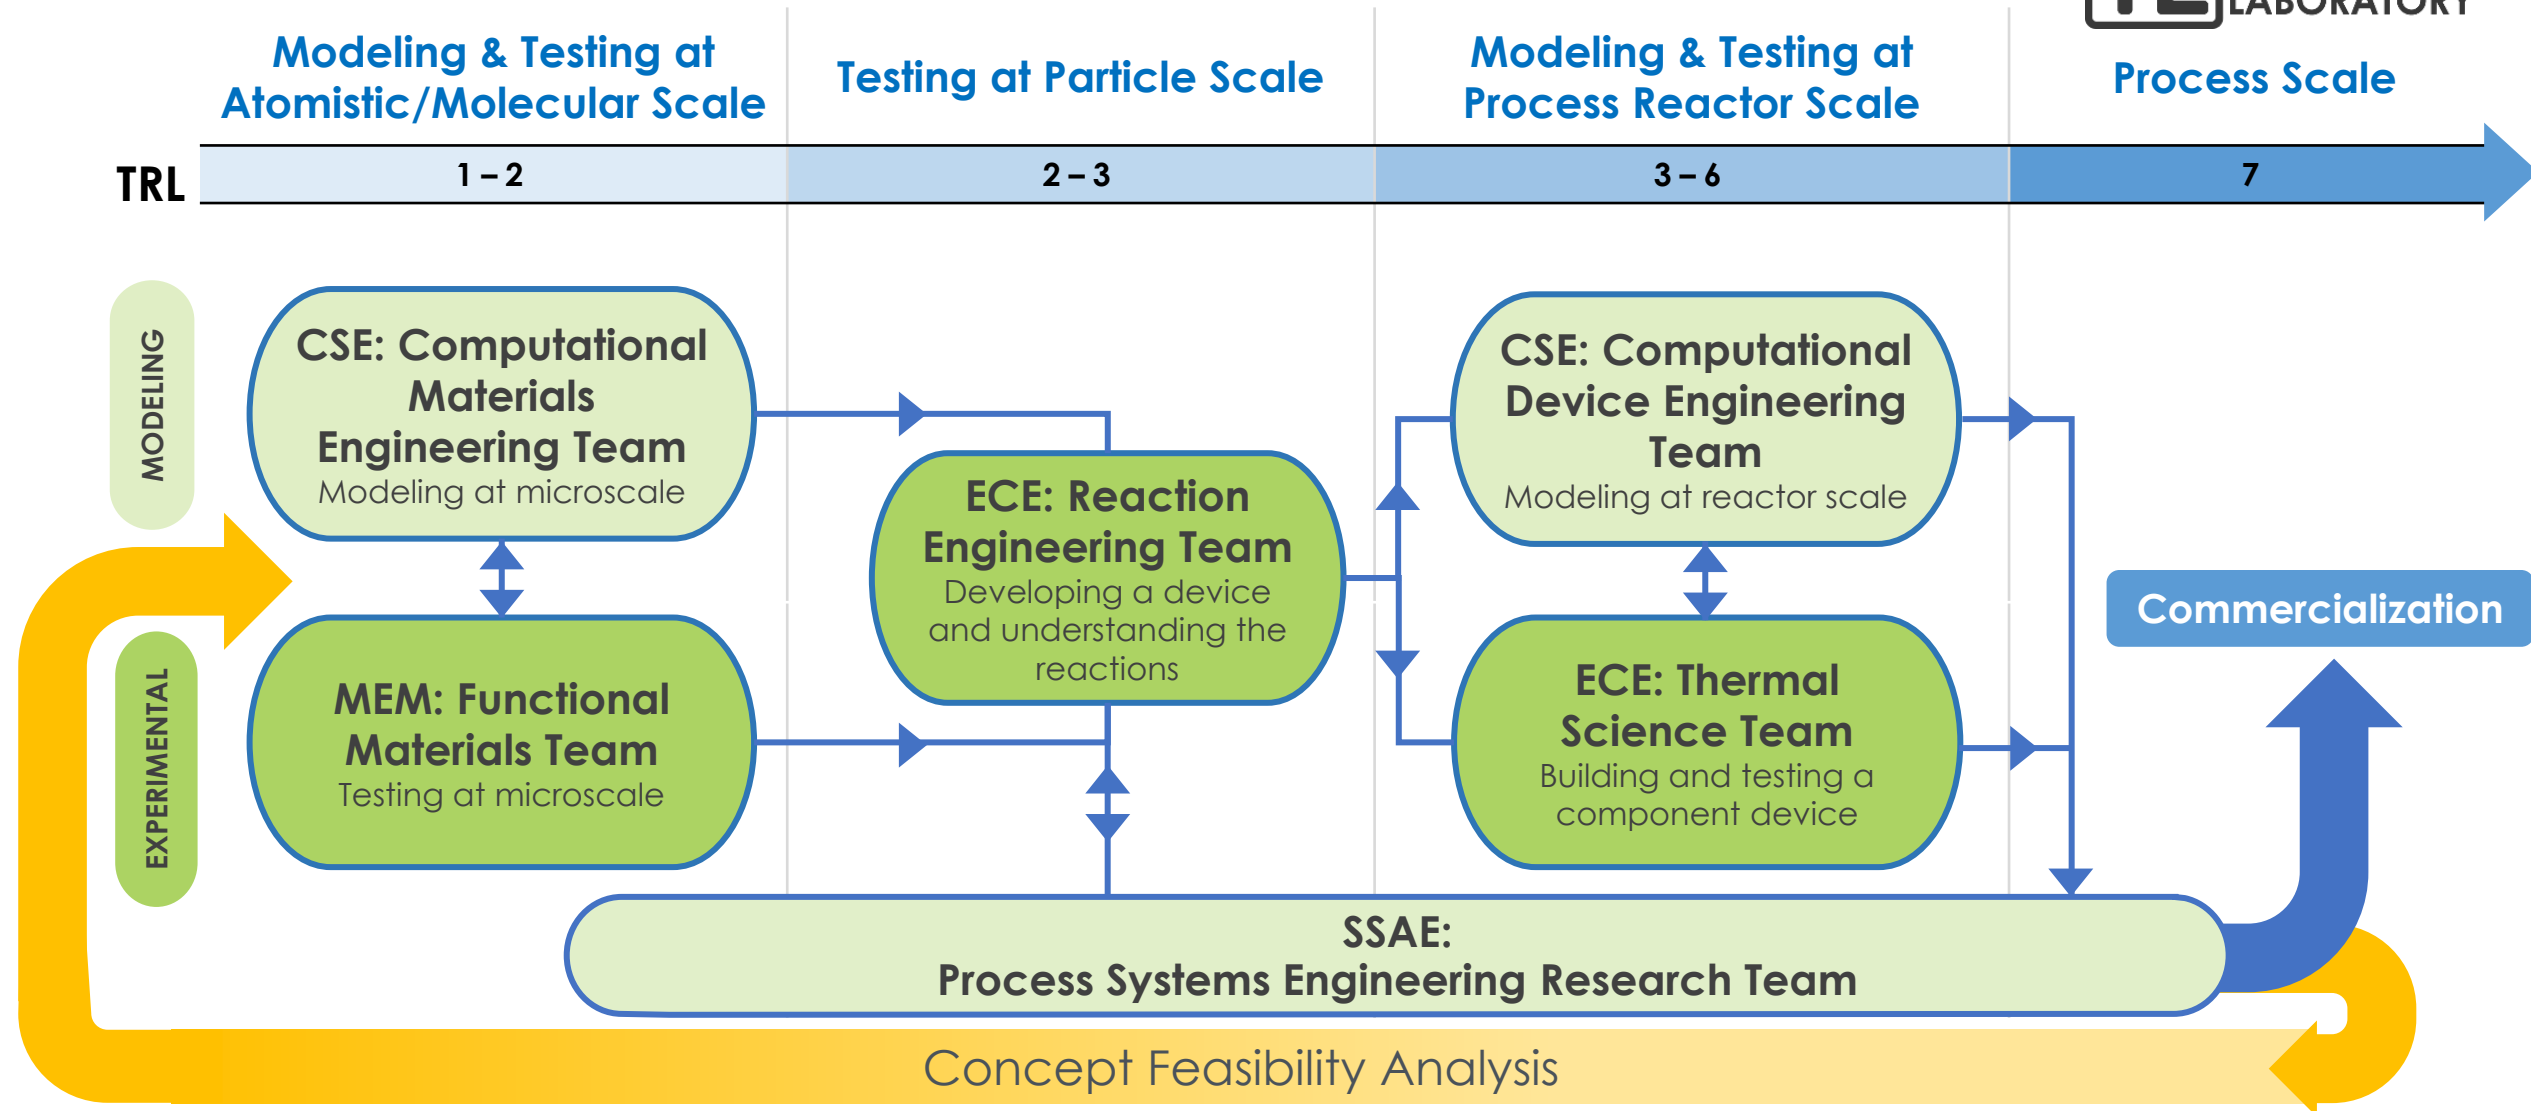 LABORATORY
Modeling & Testing at
Atomistic/Molecular Scale
Testing at Particle Scale
Modeling & Testing at
Process Reactor Scale
Process Scale
TRL
1 – 2
2 – 3
3 – 6
7
MODELING
CSE: Computational
Materials
Engineering Team
Modeling at microscale
ECE: Reaction
Engineering Team
Developing a device
and understanding the
reactions
CSE: Computational
Device Engineering
Team
Modeling at reactor scale
Commercialization
EXPERIMENTAL
MEM: Functional
Materials Team
Testing at microscale
ECE: Thermal
Science Team
Building and testing a
component device
SSAE:
Process Systems Engineering Research Team
Concept Feasibility Analysis